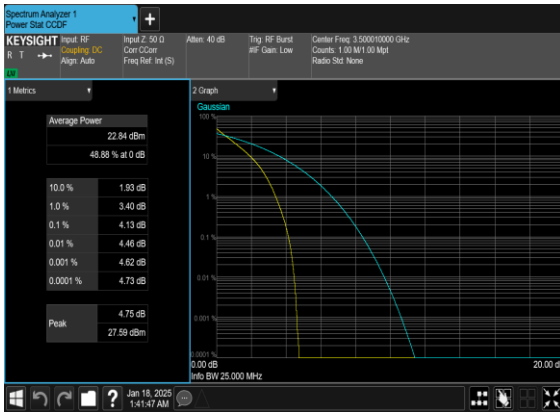 Spectrum Analyzer 1
Power Stat CCDF
+
KEYSIGHT
R T
LXI
Input: RF
Coupling: DC
Align: Auto
Input Z: 50 Ω
Corr CCorr
Freq Ref: Int (S)
Atten: 40 dB
Trig: RF Burst
#IF Gain: Low
Center Freq: 3.500010000 GHz
Counts: 1.00 M/1.00 Mpt
Radio Std: None
1 Metrics
Average Power
22.84 dBm
48.88 % at 0 dB
10.0 % 1.93 dB
1.0 % 3.40 dB
0.1 % 4.13 dB
0.01 % 4.46 dB
0.001 % 4.62 dB
0.0001 % 4.73 dB
Peak 4.75 dB
27.59 dBm
2 Graph
Gaussian
100 %
10 %
1 %
0.1 %
0.01 %
0.001 %
0.0001 %
0.00 dB 20.00 d
Info BW 25.000 MHz
? Jan 18, 2025
1:41:47 AM